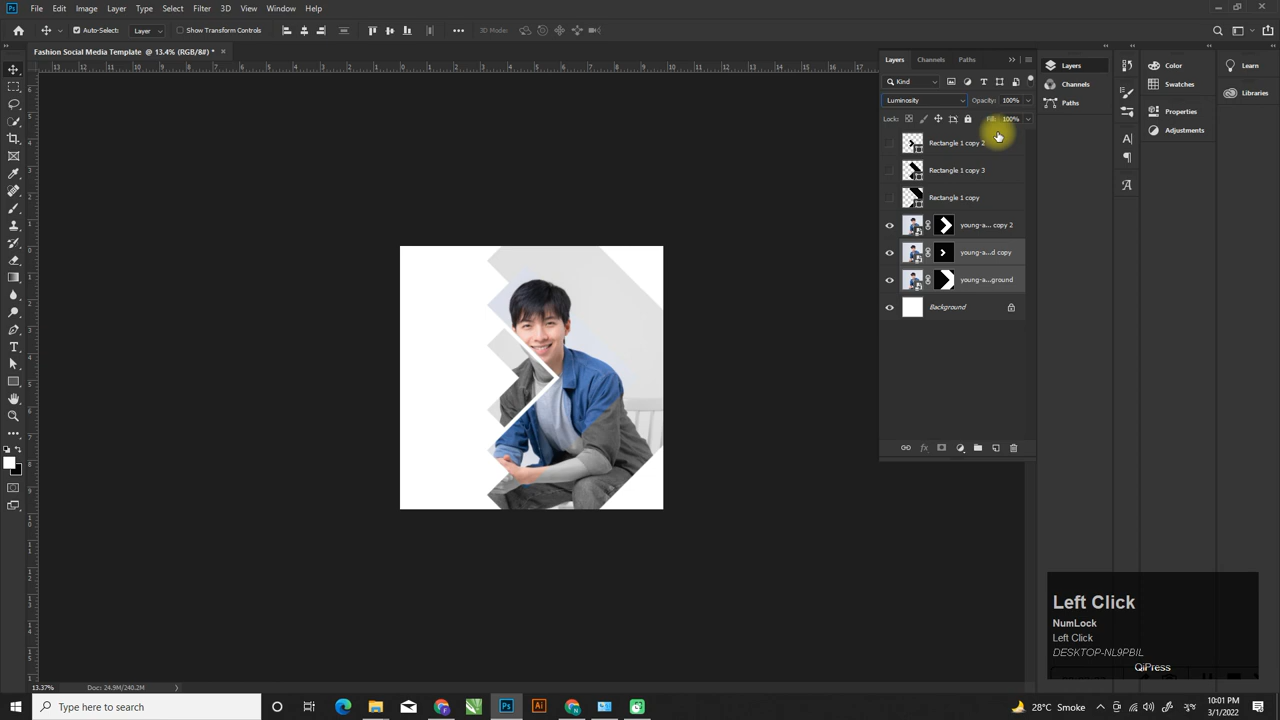 Ps File Edit Image Layer Type Select Filter 3D View Window Help
Auto-Select: Layer Show Transform Controls 3D Mode:
Fashion Social Media Template @ 13.4% (RGB/8#) * ×
Layers Channels Paths
Kind
Luminosity Opacity: 100%
Lock: Fill: 100%
Rectangle 1 copy 2
Rectangle 1 copy 3
Rectangle 1 copy
young-a... copy 2
young-a...d copy
young-a...ground
Background
Layers
Channels
Paths
Color
Swatches
Properties
Adjustments
Learn
Libraries
Left Click
NumLock
Left Click
DESKTOP-NL9PBIL
QiPress
13.37% Doc: 24.9M/240.2M
Type here to search
28°C Smoke
10:01 PM
3/1/2022